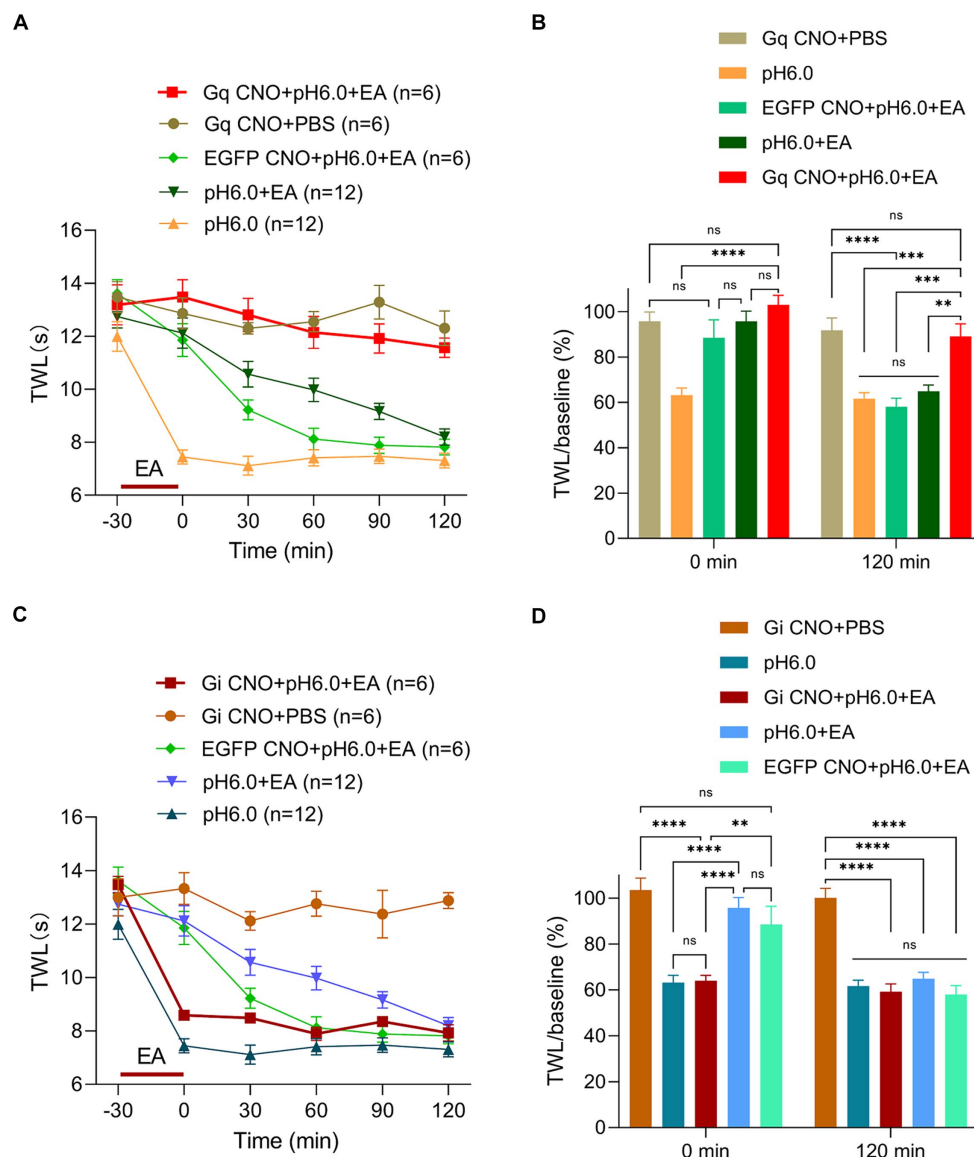 A
Gq CNO+pH6.0+EA (n=6)
Gq CNO+PBS (n=6)
EGFP CNO+pH6.0+EA (n=6)
pH6.0+EA (n=12)
pH6.0 (n=12)
16
14
12
10
8
6
TWL(s)
EA
-30 0 30 60 90 120
Time (min)
B
Gq CNO+PBS
pH6.0
EGFP CNO+pH6.0+EA
pH6.0+EA
Gq CNO+pH6.0+EA
ns
ns
****
***
****
***
ns
ns
ns
**
ns
100
80
60
40
20
0
TWL/baseline (%)
0 min 120 min
C
Gi CNO+pH6.0+EA (n=6)
Gi CNO+PBS (n=6)
EGFP CNO+pH6.0+EA (n=6)
pH6.0+EA (n=12)
pH6.0 (n=12)
16
14
12
10
8
6
TWL(s)
EA
-30 0 30 60 90 120
Time (min)
D
Gi CNO+PBS
pH6.0
Gi CNO+pH6.0+EA
pH6.0+EA
EGFP CNO+pH6.0+EA
ns
**** **
****
****
ns
ns
****
****
****
ns
100
80
60
40
20
0
TWL/baseline (%)
0 min 120 min